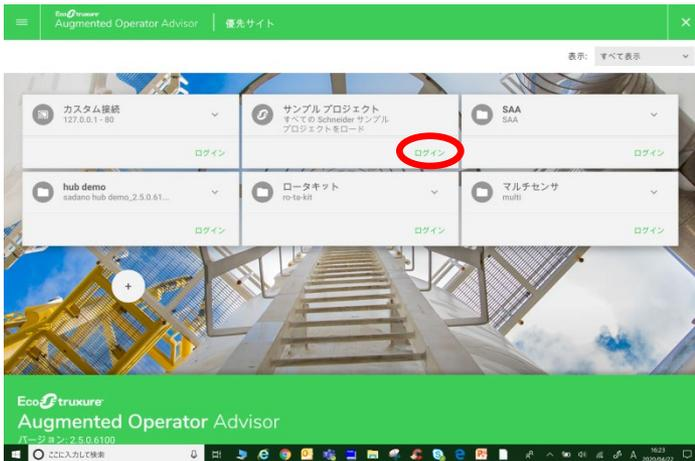 EcoStruxure
Augmented Operator Advisor
優先サイト
表示: すべて表示
カスタム接続
127.0.0.1 - 80
ログイン
サンプル プロジェクト
すべての Schneider サンプル
プロジェクトをロード
ログイン
SAA
SAA
ログイン
hub demo
sadano hub demo_2.5.0.61...
ログイン
ロータキット
ro-ta-kit
ログイン
マルチセンサ
multi
ログイン
EcoStruxure
Augmented Operator Advisor
バージョン: 2.5.0.6100
ここに入力して検索
A
16:23
2020/04/22